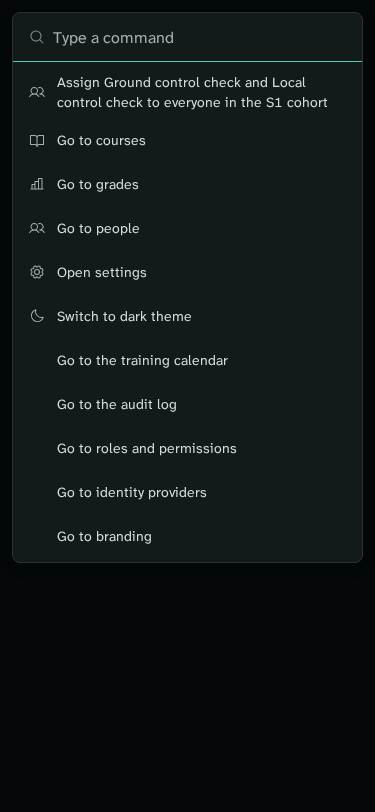 Type a command
Assign Ground control check and Local
control check to everyone in the S1 cohort
Go to courses
Go to grades
Go to people
Open settings
Switch to dark theme
Go to the training calendar
Go to the audit log
Go to roles and permissions
Go to identity providers
Go to branding